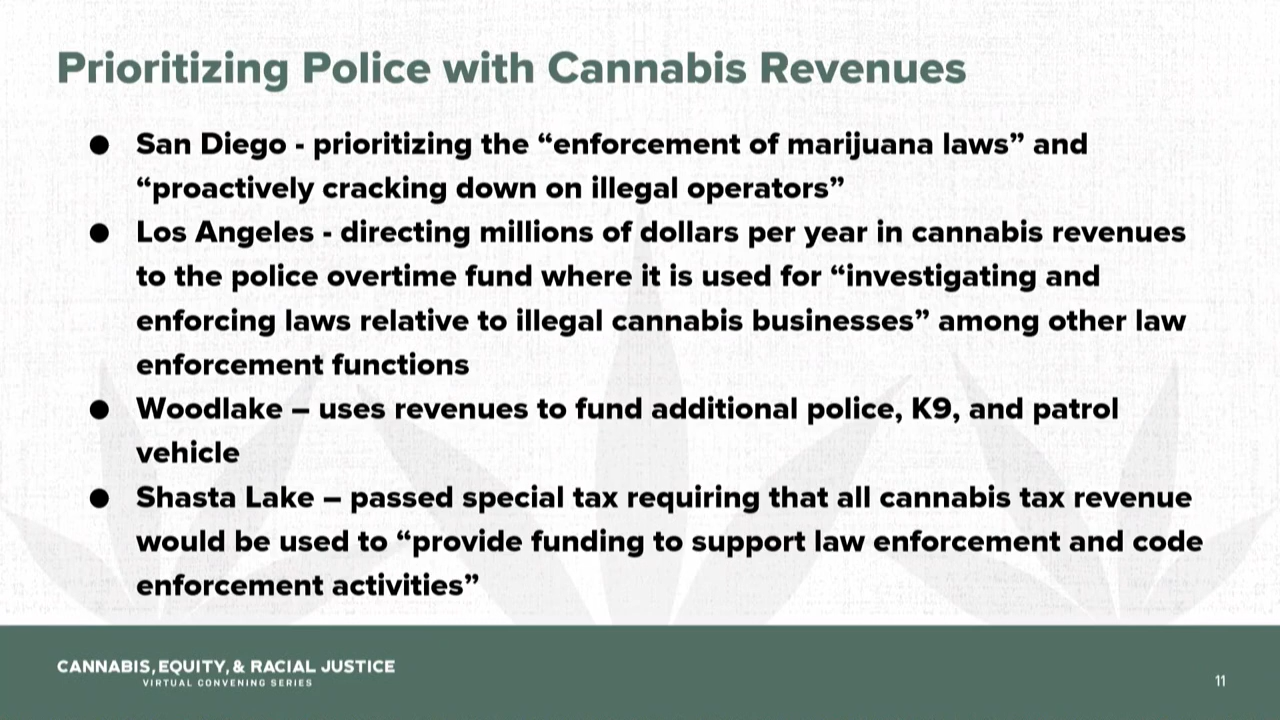 Prioritizing Police with Cannabis Revenues
● San Diego - prioritizing the “enforcement of marijuana laws” and
“proactively cracking down on illegal operators”
● Los Angeles - directing millions of dollars per year in cannabis revenues
to the police overtime fund where it is used for “investigating and
enforcing laws relative to illegal cannabis businesses” among other law
enforcement functions
● Woodlake – uses revenues to fund additional police, K9, and patrol
vehicle
● Shasta Lake – passed special tax requiring that all cannabis tax revenue
would be used to “provide funding to support law enforcement and code
enforcement activities”
CANNABIS, EQUITY, & RACIAL JUSTICE
VIRTUAL CONVENING SERIES
11